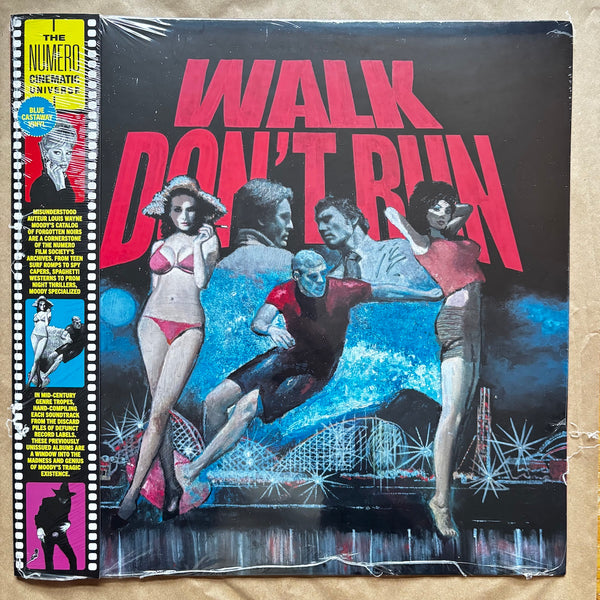 THE
NUMERO
CINEMATIC
UNIVERSE
BLUE
CASTAWAY
VINYL
MISUNDERSTOOD
AUTEUR LOUIS WAYNE
MOODY'S CATALOG
OF FORGOTTEN NOIRS
ARE A CORNERSTONE
OF THE NUMERO
FILM SOCIETY'S
ARCHIVES, FROM TEEN
SURF ROMPS TO SPY
CAPERS, SPAGHETTI
WESTERNS TO PROM
NIGHT THRILLERS,
MOODY SPECIALIZED
IN MID-CENTURY
GENRE TROPES,
HAND-COMPILING
EACH SOUNDTRACK
FROM THE DISCARD
PILES OF DEFUNCT
RECORD LABELS.
THESE PREVIOUSLY
UNISSUED ALBUMS ARE
A WINDOW INTO THE
MADNESS AND GENIUS
OF MOODY'S TRAGIC
EXISTENCE.
WALK
DON'T RUN